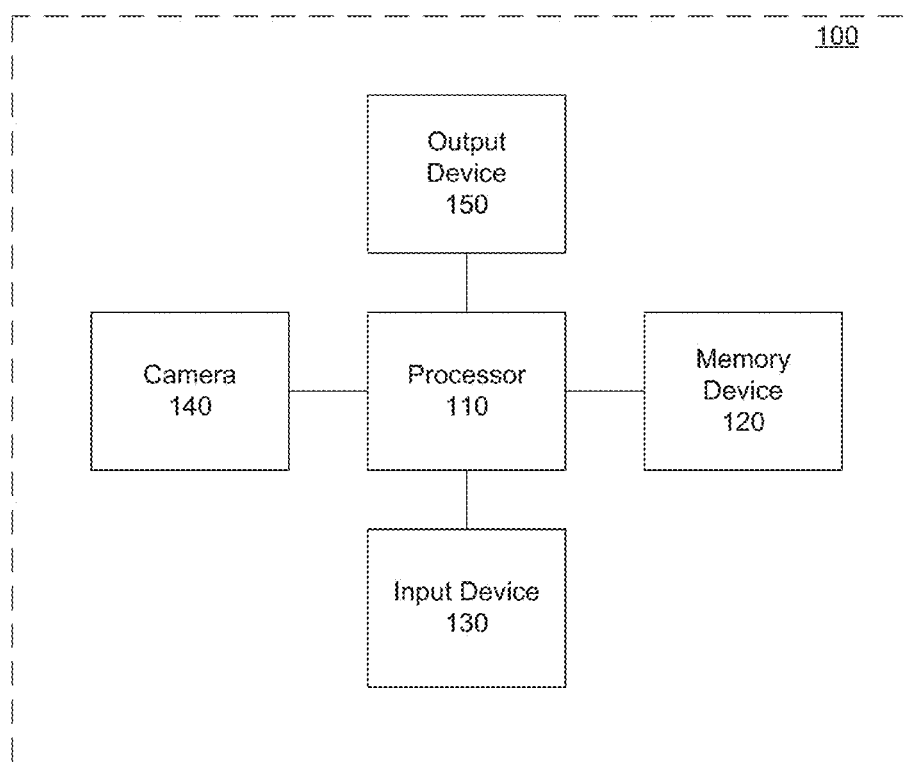 100
Output
Device
150
Camera
140
Processor
110
Memory
Device
120
Input Device
130